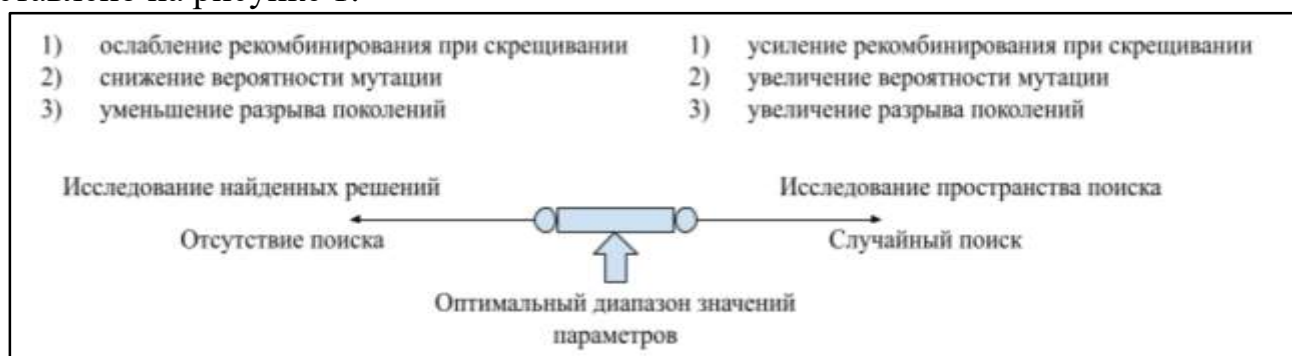 1) ослабление рекомбинирования при скрещивании
2) снижение вероятности мутации
3) уменьшение разрыва поколений
1) усиление рекомбинирования при скрещивании
2) увеличение вероятности мутации
3) увеличение разрыва поколений
Исследование найденных решений
Отсутствие поиска
Исследование пространства поиска
Случайный поиск
Оптимальный диапазон значений
параметров